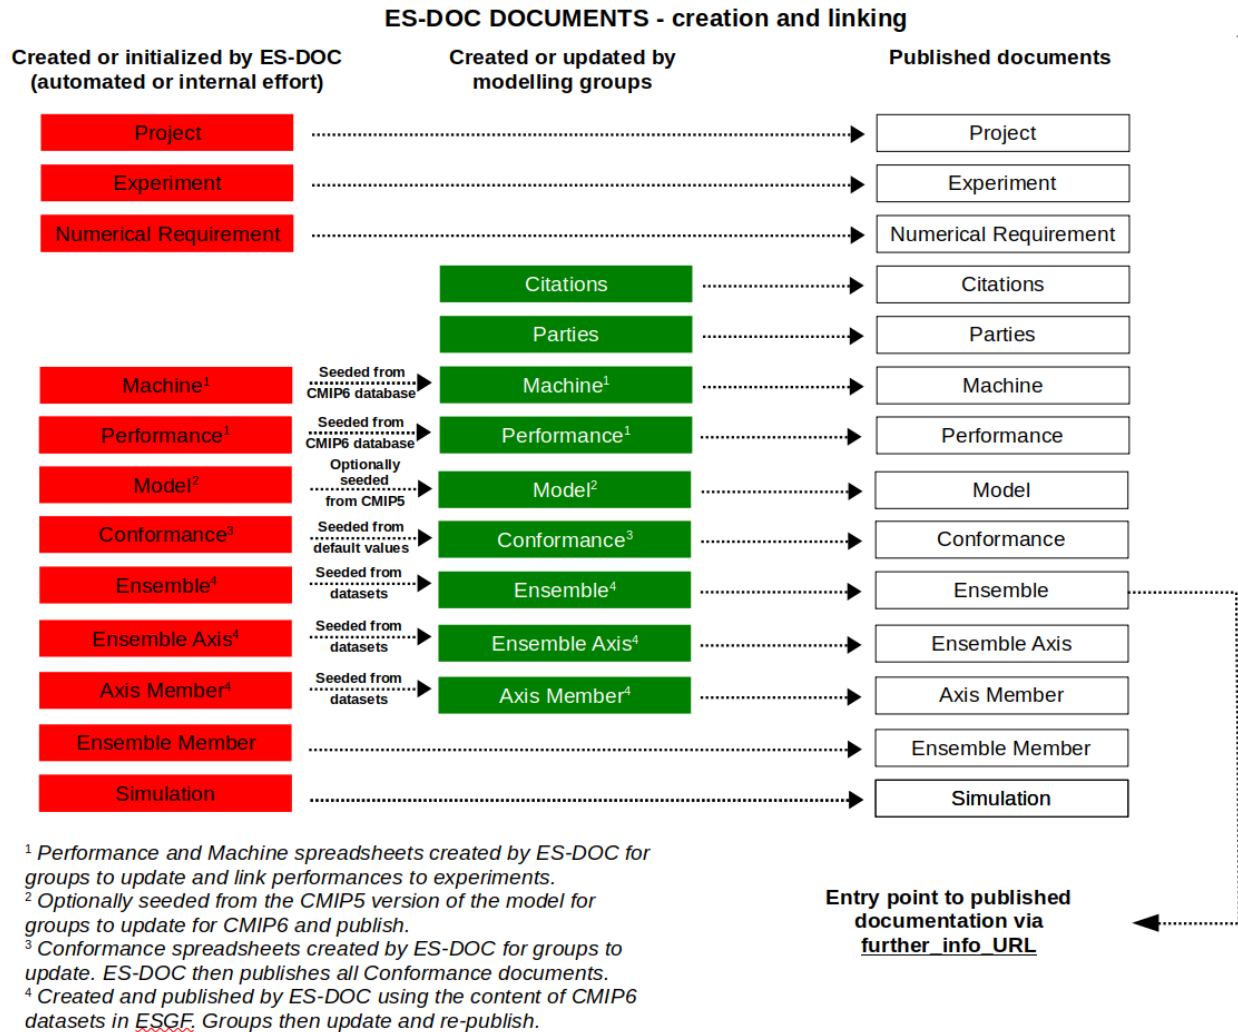 ES-DOC DOCUMENTS - creation and linking
Created or initialized by ES-DOC
(automated or internal effort)
Created or updated by
modelling groups
Published documents
Project
Project
Experiment
Experiment
Numerical Requirement
Numerical Requirement
Citations
Citations
Parties
Parties
Machine¹
Seeded from
CMIP6 database
Machine¹
Machine
Performance¹
Seeded from
CMIP6 database
Performance¹
Performance
Model²
Optionally
seeded
from CMIP5
Model²
Model
Conformance³
Seeded from
default values
Conformance³
Conformance
Ensemble⁴
Seeded from
datasets
Ensemble⁴
Ensemble
Ensemble Axis⁴
Seeded from
datasets
Ensemble Axis⁴
Ensemble Axis
Axis Member⁴
Seeded from
datasets
Axis Member⁴
Axis Member
Ensemble Member
Ensemble Member
Simulation
Simulation
¹ Performance and Machine spreadsheets created by ES-DOC for
groups to update and link performances to experiments.
² Optionally seeded from the CMIP5 version of the model for
groups to update for CMIP6 and publish.
³ Conformance spreadsheets created by ES-DOC for groups to
update. ES-DOC then publishes all Conformance documents.
⁴ Created and published by ES-DOC using the content of CMIP6
datasets in ESGF. Groups then update and re-publish.
Entry point to published
documentation via
further_info_URL